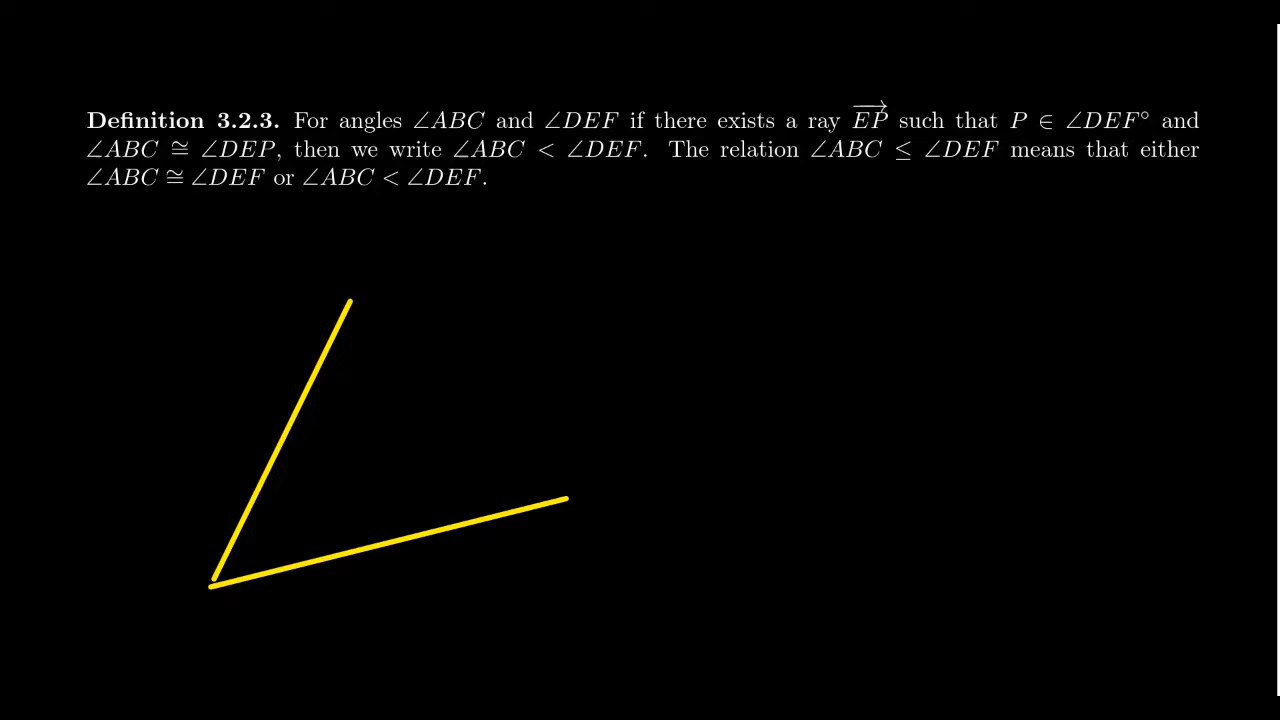 Definition 3.2.3. For angles ∠ABC and ∠DEF if there exists a ray \overrightarrow{EP} such that P ∈ ∠DEF° and
∠ABC ≅ ∠DEP, then we write ∠ABC < ∠DEF. The relation ∠ABC ≤ ∠DEF means that either
∠ABC ≅ ∠DEF or ∠ABC < ∠DEF.